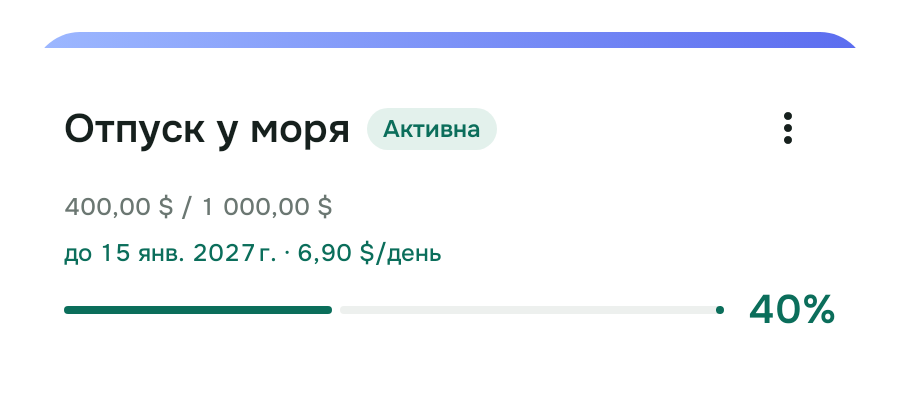 Отпуск у моря Активна
400,00 $ / 1 000,00 $
до 15 янв. 2027 г. · 6,90 $/день
40%